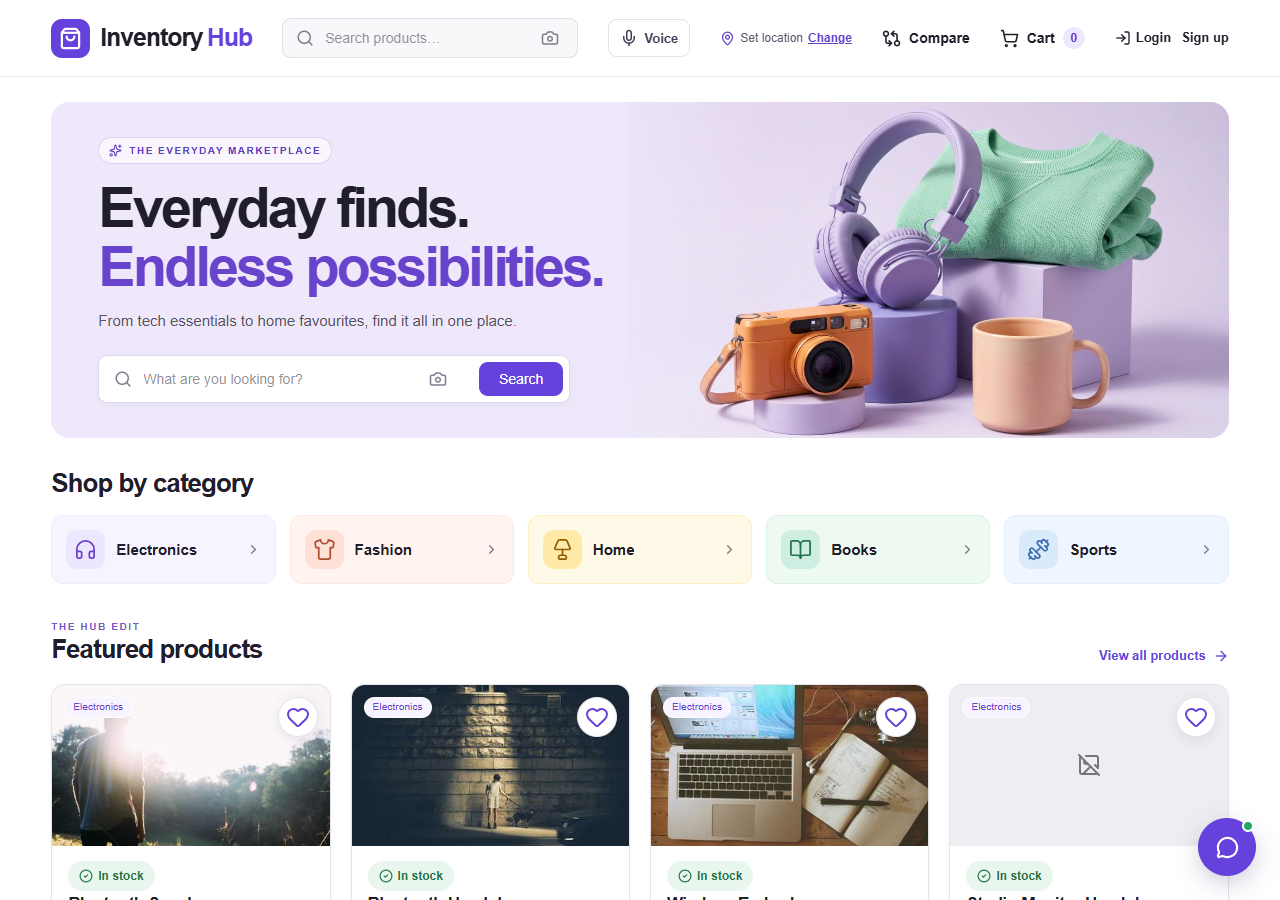 Inventory Hub
Search products...
Voice
Set location Change
Compare
Cart 0
Login
Sign up
THE EVERYDAY MARKETPLACE
Everyday finds.
Endless possibilities.
From tech essentials to home favourites, find it all in one place.
What are you looking for?
Search
Shop by category
Electronics
Fashion
Home
Books
Sports
THE HUB EDIT
Featured products
View all products
Electronics
Electronics
Electronics
Electronics
In stock
In stock
In stock
In stock